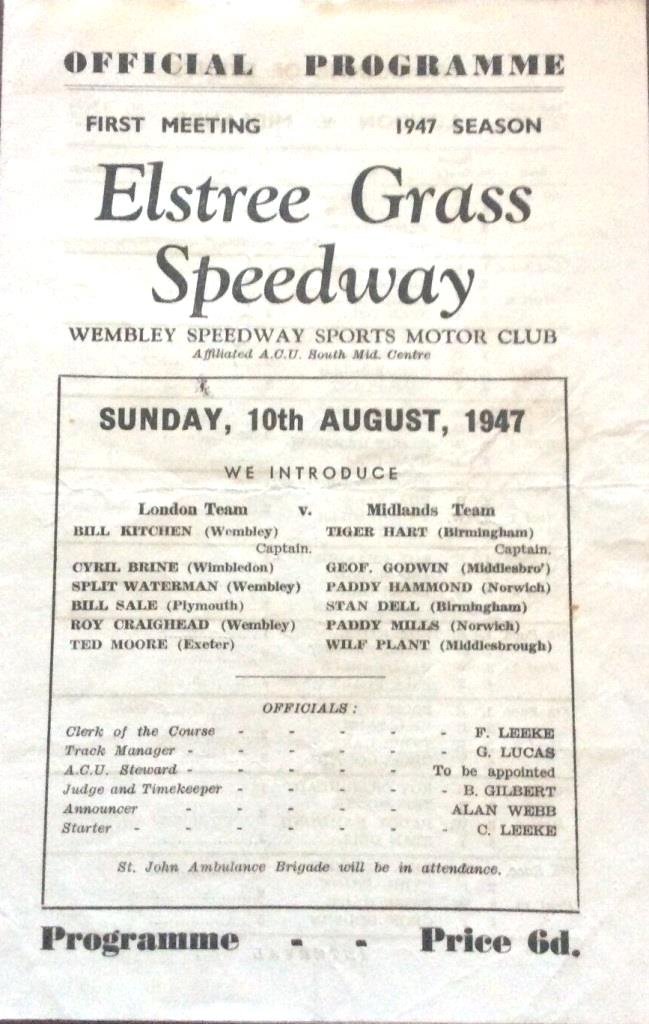 OFFICIAL PROGRAMME
FIRST MEETING 1947 SEASON
Elstree Grass
Speedway
WEMBLEY SPEEDWAY SPORTS MOTOR CLUB
Affiliated A.C.U. South Mid. Centre
SUNDAY, 10th AUGUST, 1947
WE INTRODUCE
London Team v. Midlands Team
BILL KITCHEN (Wembley) TIGER HART (Birmingham)
Captain. Captain.
CYRIL BRINE (Wimbledon) GEOF. GODWIN (Middlesbro')
SPLIT WATERMAN (Wembley) PADDY HAMMOND (Norwich)
BILL SALE (Plymouth) STAN DELL (Birmingham)
ROY CRAIGHEAD (Wembley) PADDY MILLS (Norwich)
TED MOORE (Exeter) WILF PLANT (Middlesbrough)
OFFICIALS :
Clerk of the Course - - - - - F. LEEKE
Track Manager - - - - - - G. LUCAS
A.C.U. Steward - - - - - To be appointed
Judge and Timekeeper - - - - - B. GILBERT
Announcer - - - - - ALAN WEBB
Starter - - - - - - - C. LEEKE
St. John Ambulance Brigade will be in attendance.
Programme - - Price 6d.